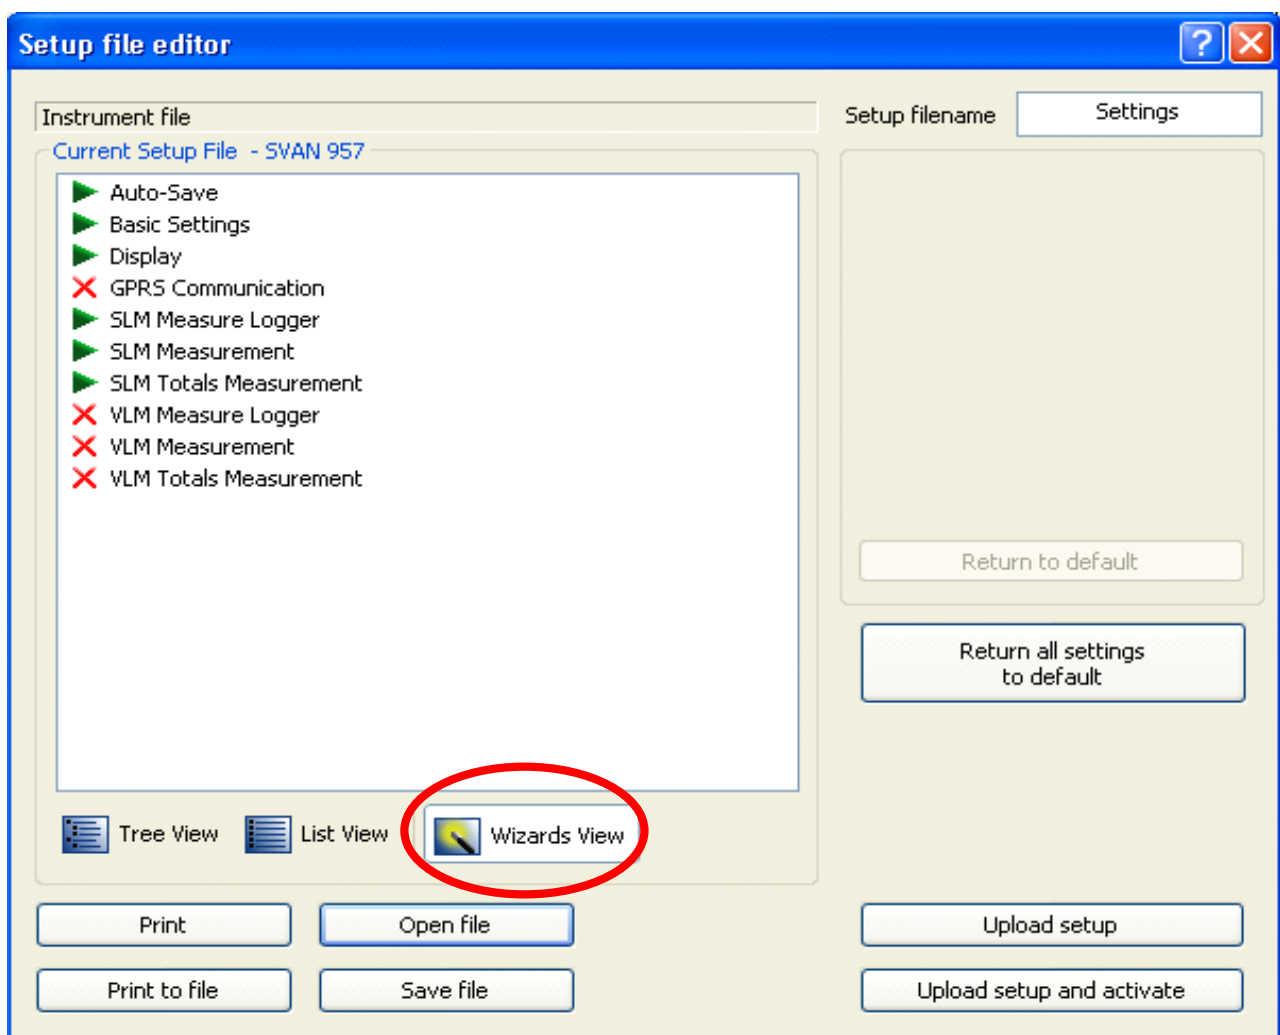 Setup file editor
Instrument file
Setup filename
Settings
Current Setup File - SVAN 957
Auto-Save
Basic Settings
Display
GPRS Communication
SLM Measure Logger
SLM Measurement
SLM Totals Measurement
VLM Measure Logger
VLM Measurement
VLM Totals Measurement
Return to default
Return all settings
to default
Tree View
List View
Wizards View
Print
Open file
Upload setup
Print to file
Save file
Upload setup and activate